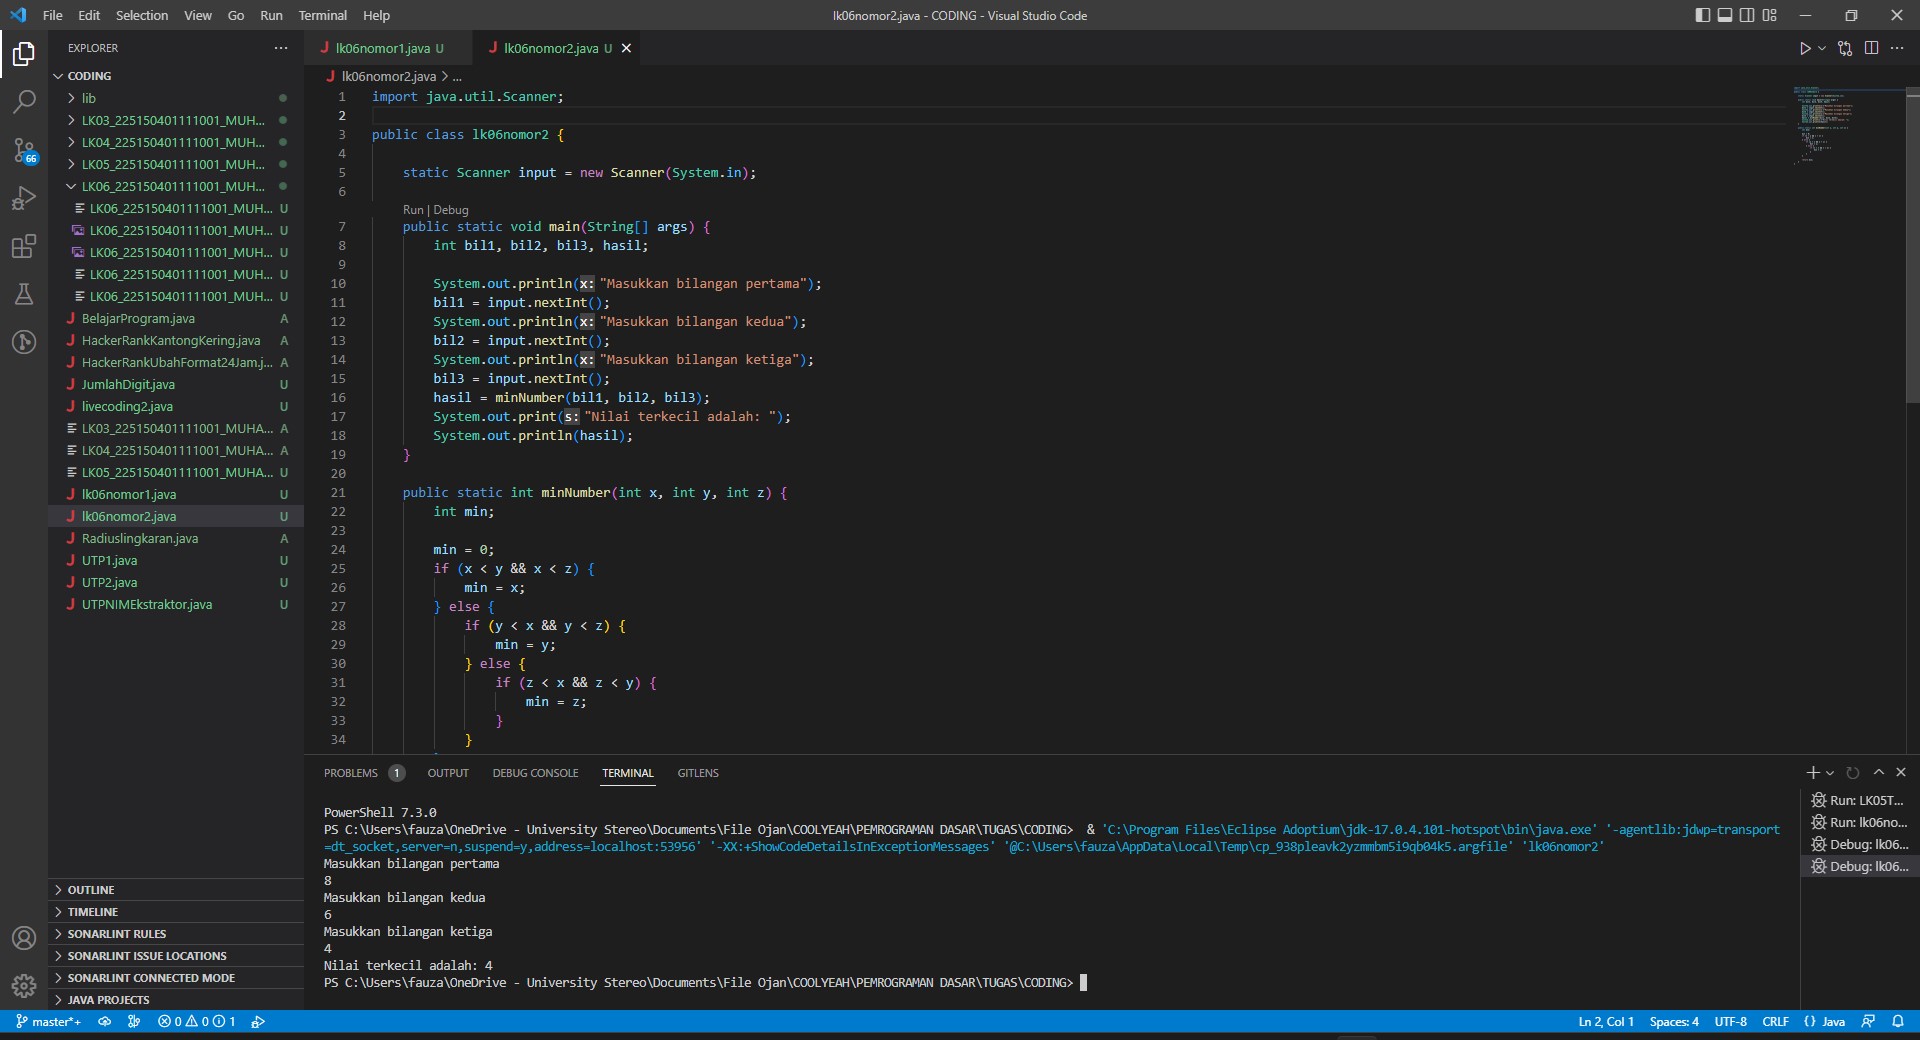 File Edit Selection View Go Run Terminal Help
lk06nomor2.java - CODING - Visual Studio Code
EXPLORER
CODING
lib
LK03_225150401111001_MUH...
LK04_225150401111001_MUH...
LK05_225150401111001_MUH...
LK06_225150401111001_MUH...
LK06_225150401111001_MUH... U
LK06_225150401111001_MUH... U
LK06_225150401111001_MUH... U
LK06_225150401111001_MUH... U
LK06_225150401111001_MUH... U
BelajarProgram.java A
HackerRankKantongKering.java A
HackerRankUbahFormat24Jam.j... A
JumlahDigit.java U
livecoding2.java U
LK03_225150401111001_MUHA... A
LK04_225150401111001_MUHA... A
LK05_225150401111001_MUHA... U
lk06nomor1.java U
lk06nomor2.java U
Radiuslingkaran.java A
UTP1.java U
UTP2.java U
UTPNIMEkstraktor.java U
OUTLINE
TIMELINE
SONARLINT RULES
SONARLINT ISSUE LOCATIONS
SONARLINT CONNECTED MODE
JAVA PROJECTS
66
lk06nomor1.java U lk06nomor2.java U
lk06nomor2.java > ...
1 import java.util.Scanner;
2
3 public class lk06nomor2 {
4
5 static Scanner input = new Scanner(System.in);
6
Run | Debug
7 public static void main(String[] args) {
8 int bil1, bil2, bil3, hasil;
9
10 System.out.println(x: "Masukkan bilangan pertama");
11 bil1 = input.nextInt();
12 System.out.println(x: "Masukkan bilangan kedua");
13 bil2 = input.nextInt();
14 System.out.println(x: "Masukkan bilangan ketiga");
15 bil3 = input.nextInt();
16 hasil = minNumber(bil1, bil2, bil3);
17 System.out.print(s: "Nilai terkecil adalah: ");
18 System.out.println(hasil);
19 }
20
21 public static int minNumber(int x, int y, int z) {
22 int min;
23
24 min = 0;
25 if (x < y && x < z) {
26 min = x;
27 } else {
28 if (y < x && y < z) {
29 min = y;
30 } else {
31 if (z < x && z < y) {
32 min = z;
33 }
34 }
PROBLEMS 1 OUTPUT DEBUG CONSOLE TERMINAL GITLENS
PowerShell 7.3.0
PS C:\Users\fauza\OneDrive - University Stereo\Documents\File Ojan\COOLYEAH\PEMROGRAMAN DASAR\TUGAS\CODING> & 'C:\Program Files\Eclipse Adoptium\jdk-17.0.4.101-hotspot\bin\java.exe' '-agentlib:jdwp=transport
=dt_socket,server=n,suspend=y,address=localhost:53956' '-XX:+ShowCodeDetailsInExceptionMessages' '@C:\Users\fauza\AppData\Local\Temp\cp_938pleavk2yzmmbm5i9qb04k5.argfile' 'lk06nomor2'
Masukkan bilangan pertama
8
Masukkan bilangan kedua
6
Masukkan bilangan ketiga
4
Nilai terkecil adalah: 4
PS C:\Users\fauza\OneDrive - University Stereo\Documents\File Ojan\COOLYEAH\PEMROGRAMAN DASAR\TUGAS\CODING>
Run: LK05T...
Run: lk06no...
Debug: lk06...
Debug: lk06...
master*+ 0 0 1
Ln 2, Col 1 Spaces: 4 UTF-8 CRLF {} Java